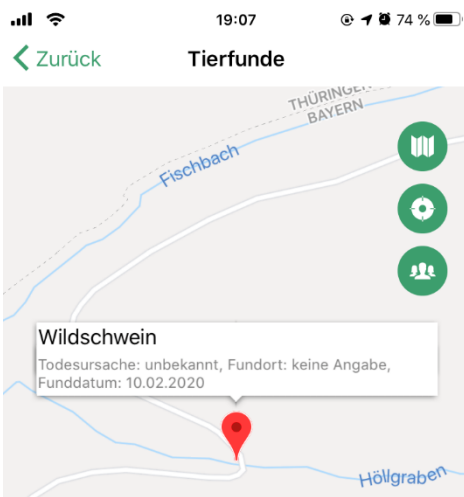 19:07
74 %
Zurück
Tierfunde
THÜRINGEN
BAYERN
Fischbach
Wildschwein
Todesursache: unbekannt, Fundort: keine Angabe,
Funddatum: 10.02.2020
Höllgraben